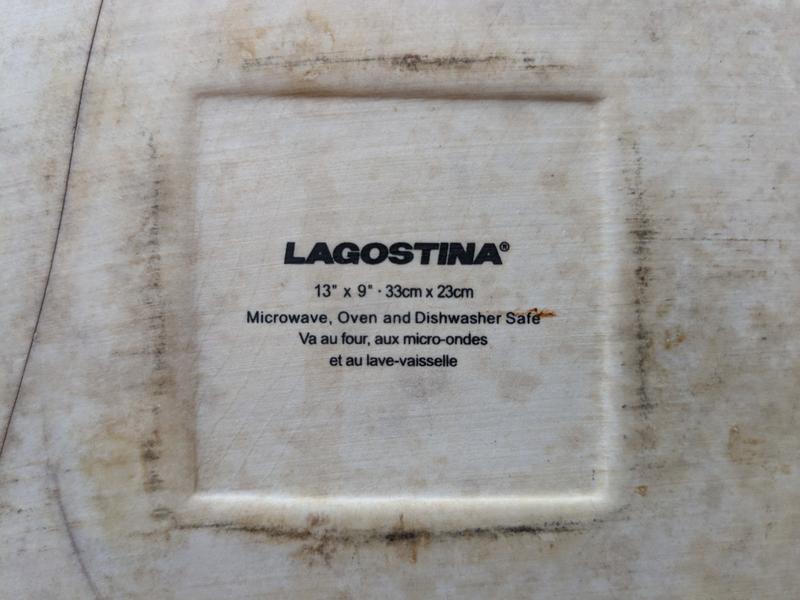 LAGOSTINA®
13" x 9" · 33cm x 23cm
Microwave, Oven and Dishwasher Safe
Va au four, aux micro-ondes
et au lave-vaisselle